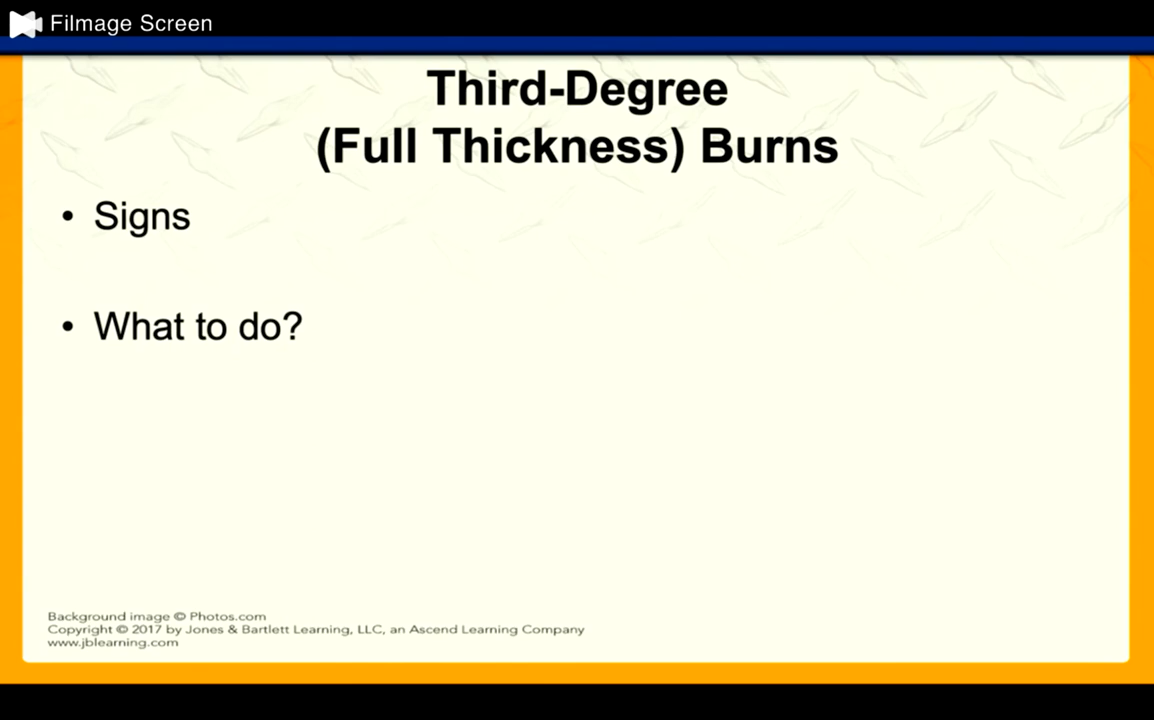 Filmage Screen
Third-Degree
(Full Thickness) Burns
• Signs
• What to do?
Background image © Photos.com
Copyright © 2017 by Jones & Bartlett Learning, LLC, an Ascend Learning Company
www.jblearning.com